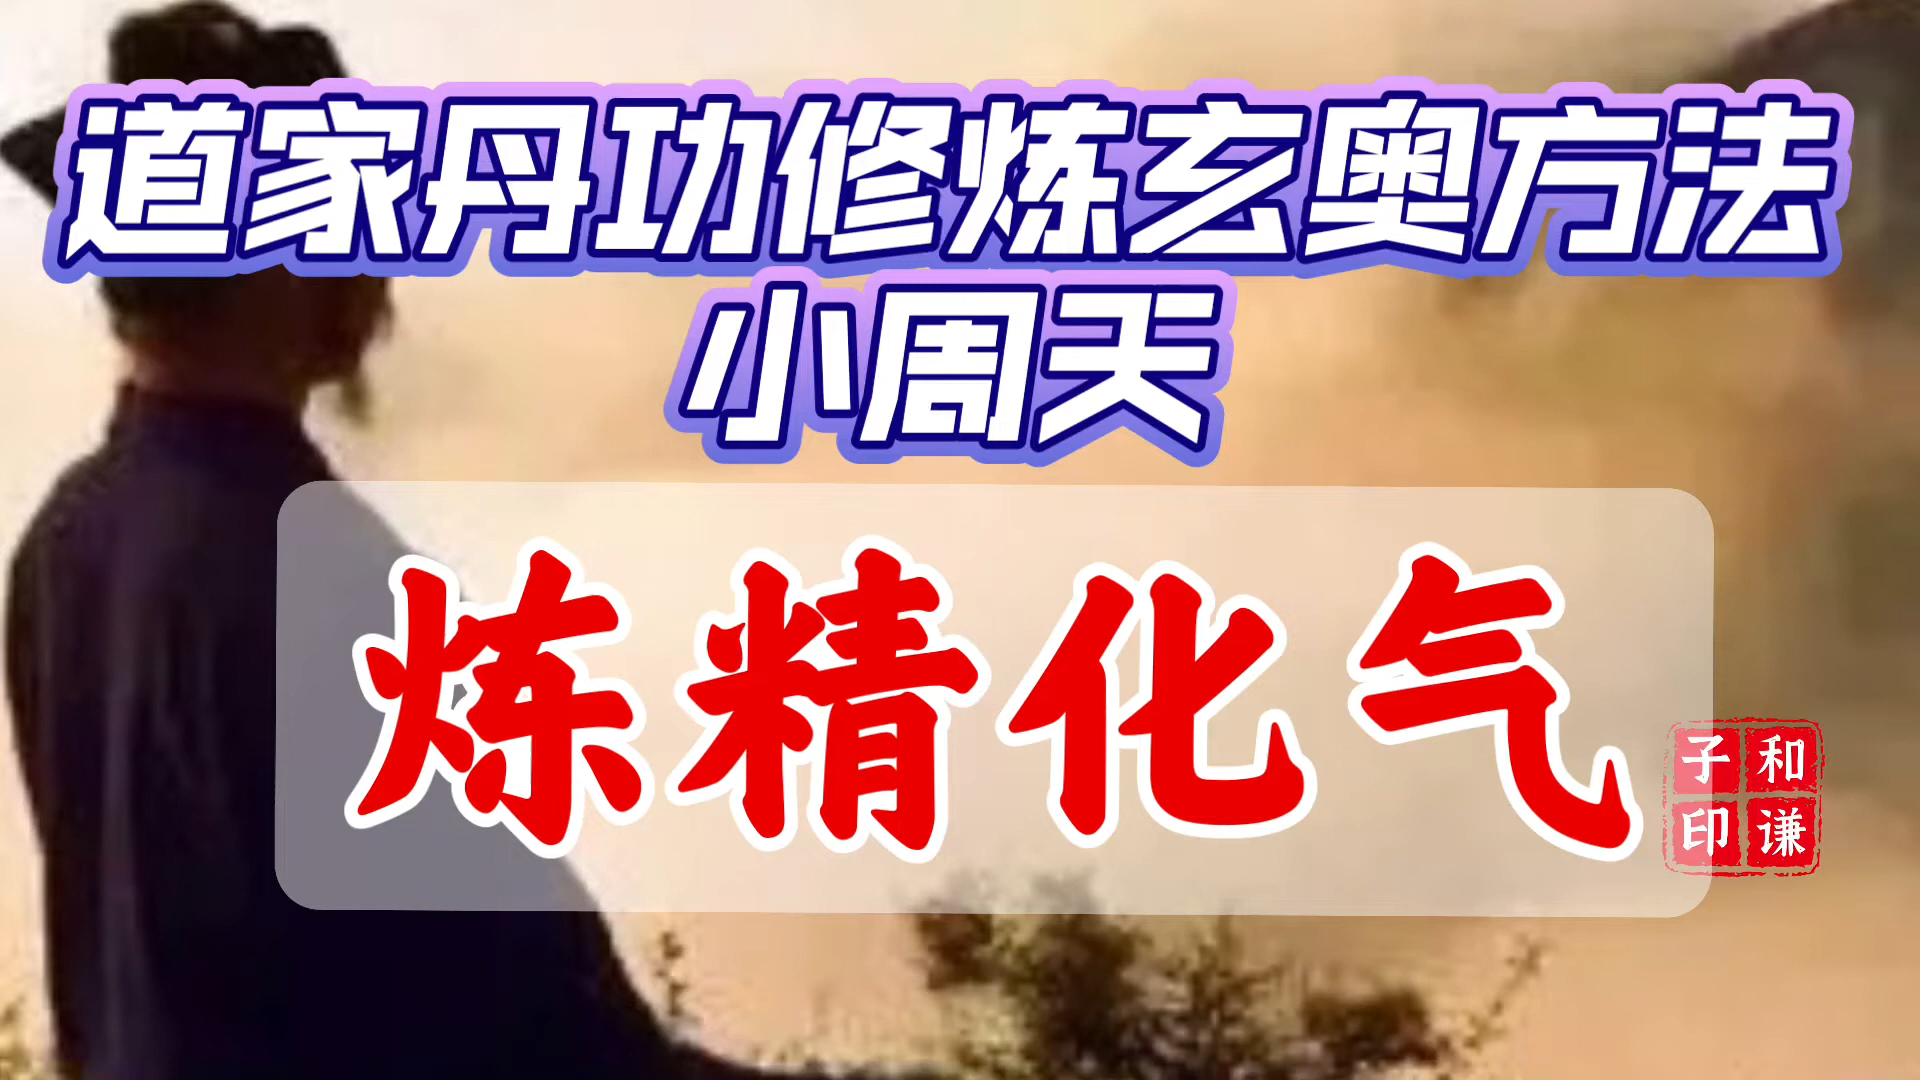 道家丹功修炼玄奥方法
小周天
炼精化气
子和
印谦